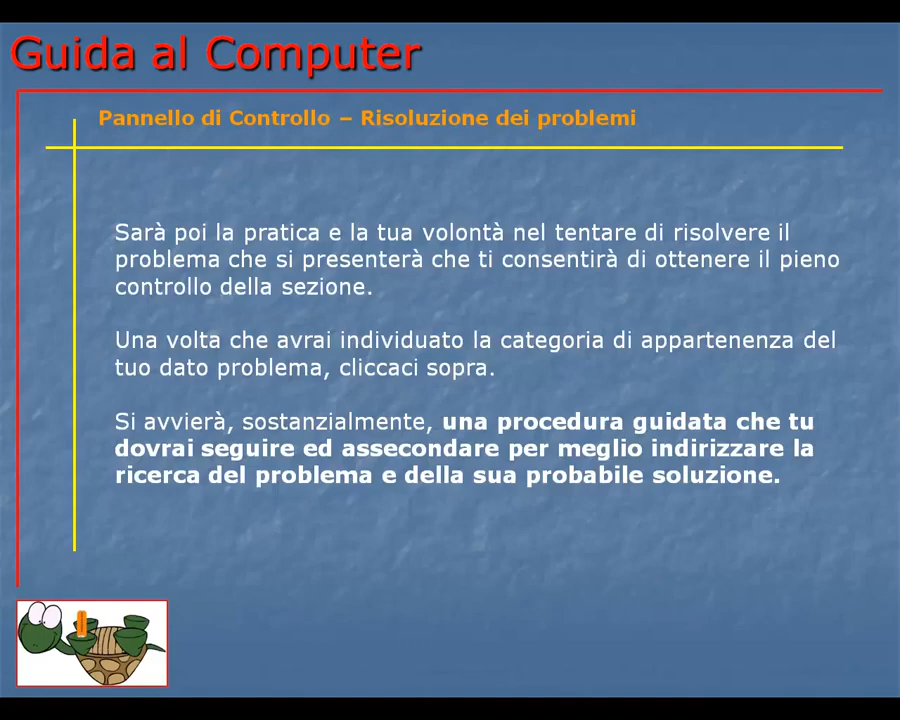 Guida al Computer
Pannello di Controllo – Risoluzione dei problemi
Sarà poi la pratica e la tua volontà nel tentare di risolvere il
problema che si presenterà che ti consentirà di ottenere il pieno
controllo della sezione.
Una volta che avrai individuato la categoria di appartenenza del
tuo dato problema, cliccaci sopra.
Si avvierà, sostanzialmente, una procedura guidata che tu
dovrai seguire ed assecondare per meglio indirizzare la
ricerca del problema e della sua probabile soluzione.